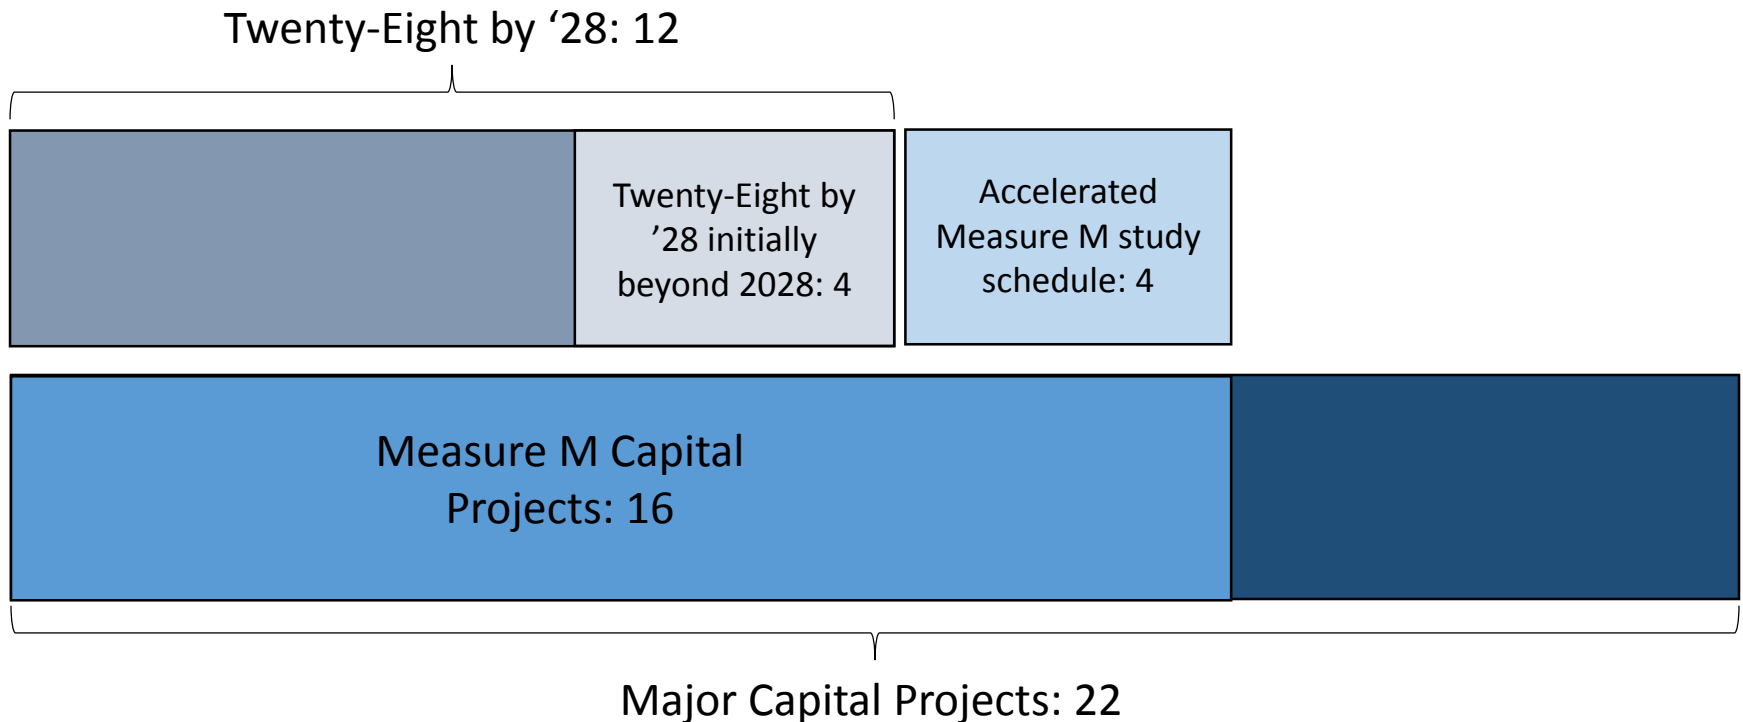 Twenty-Eight by ‘28: 12
Twenty-Eight by
’28 initially
beyond 2028: 4
Accelerated
Measure M study
schedule: 4
Measure M Capital
Projects: 16
Major Capital Projects: 22